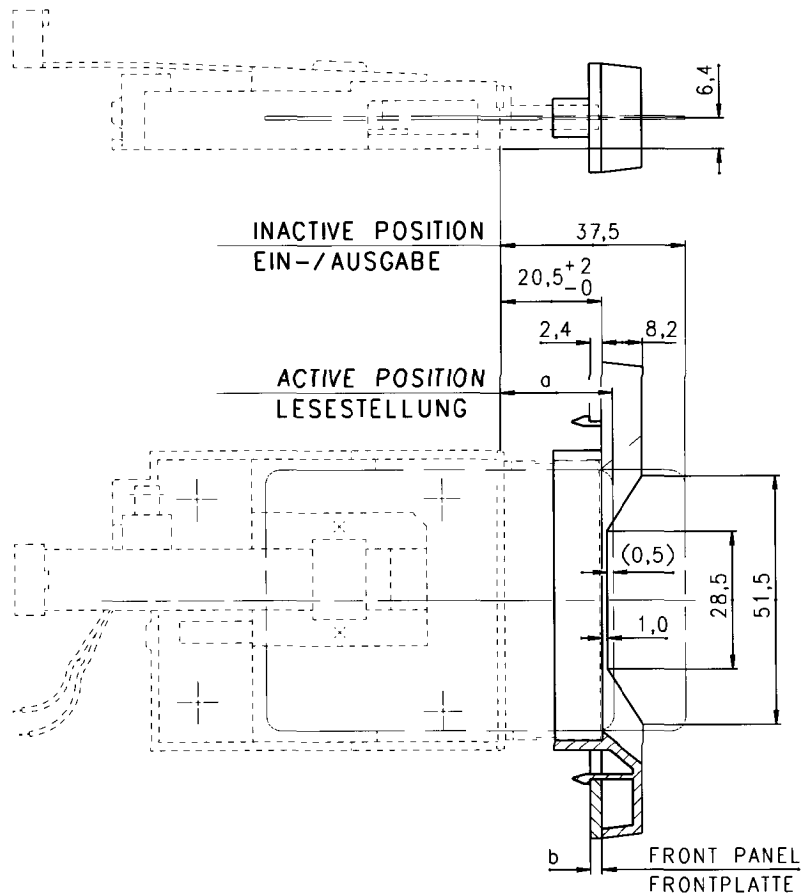 6,4
INACTIVE POSITION
EIN-/AUSGABE
37,5
20,5 +2 -0
2,4
8,2
ACTIVE POSITION
LESESTELLUNG
a
(0,5)
28,5
51,5
1,0
b
FRONT PANEL
FRONTPLATTE